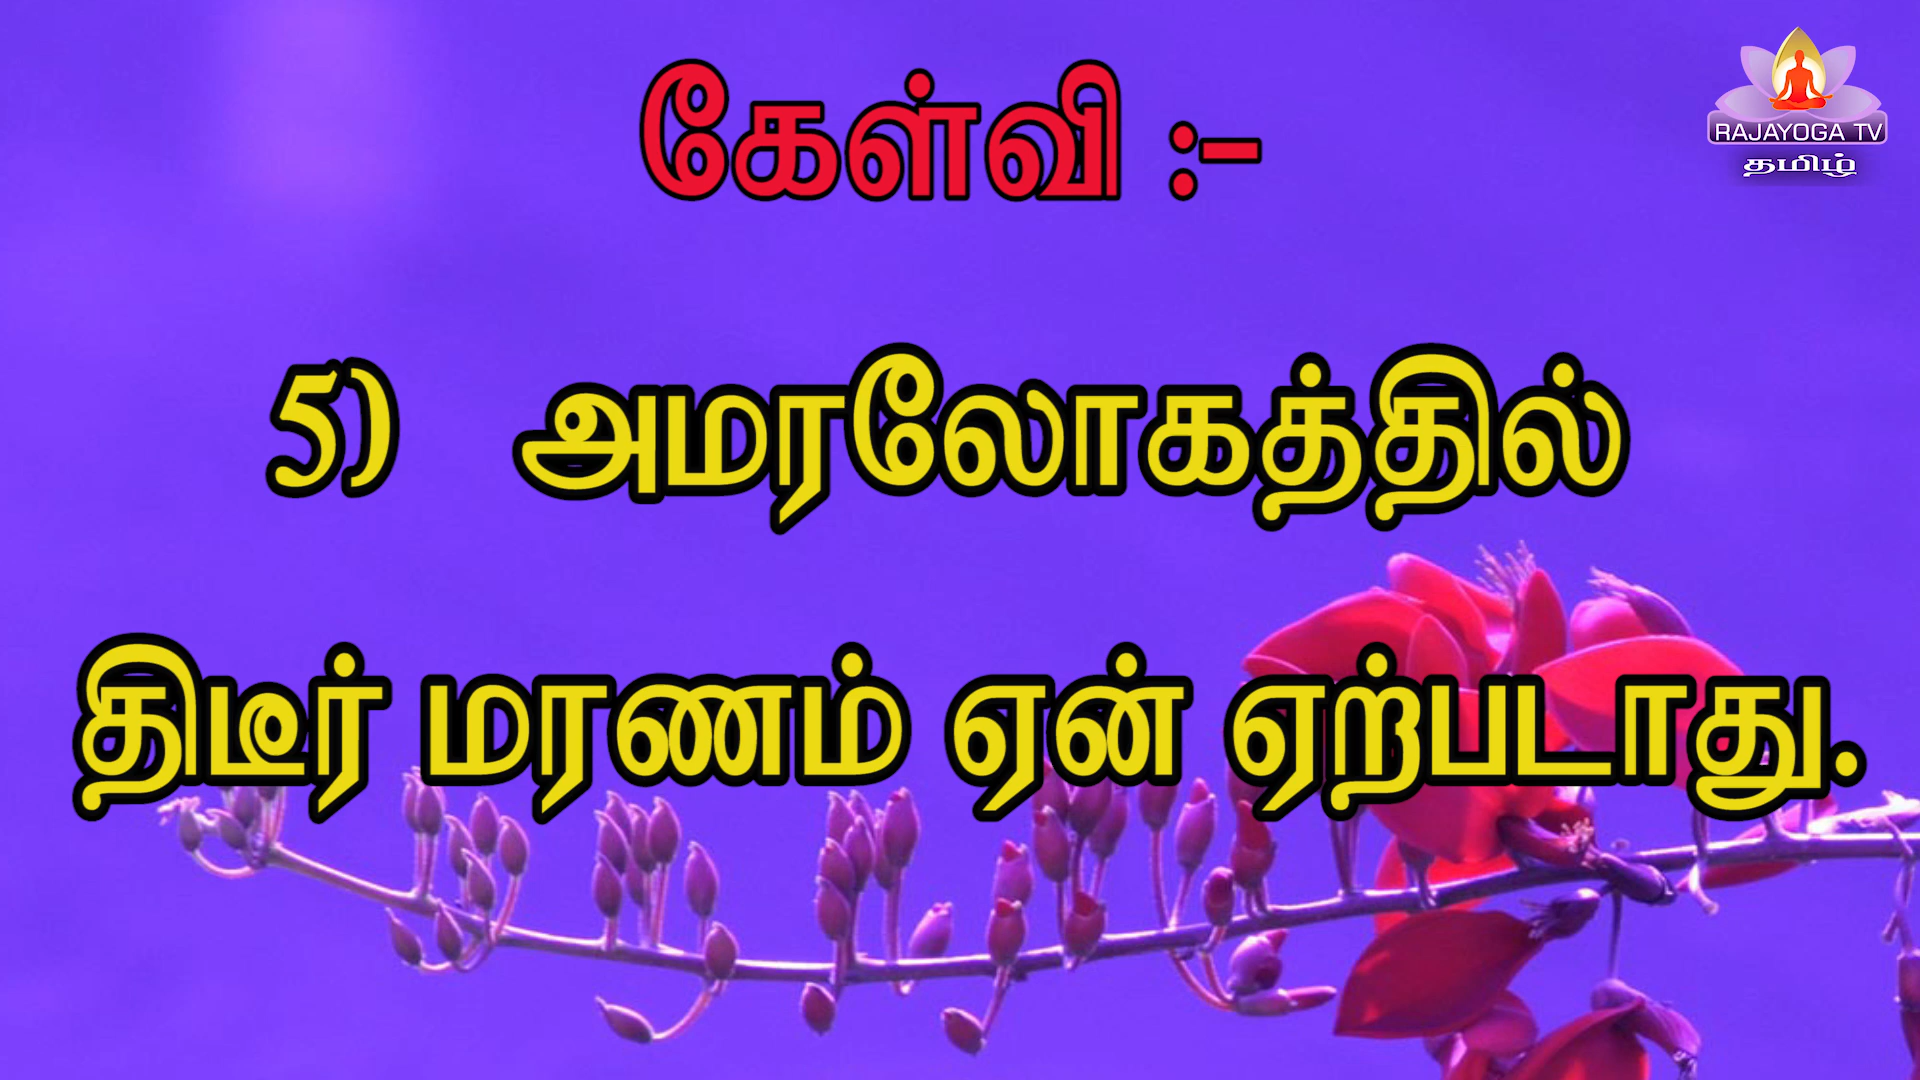 கேள்வி :-
RAJAYOGA TV
தமிழ்
5) அமரலோகத்தில்
திடீர் மரணம் ஏன் ஏற்படாது.